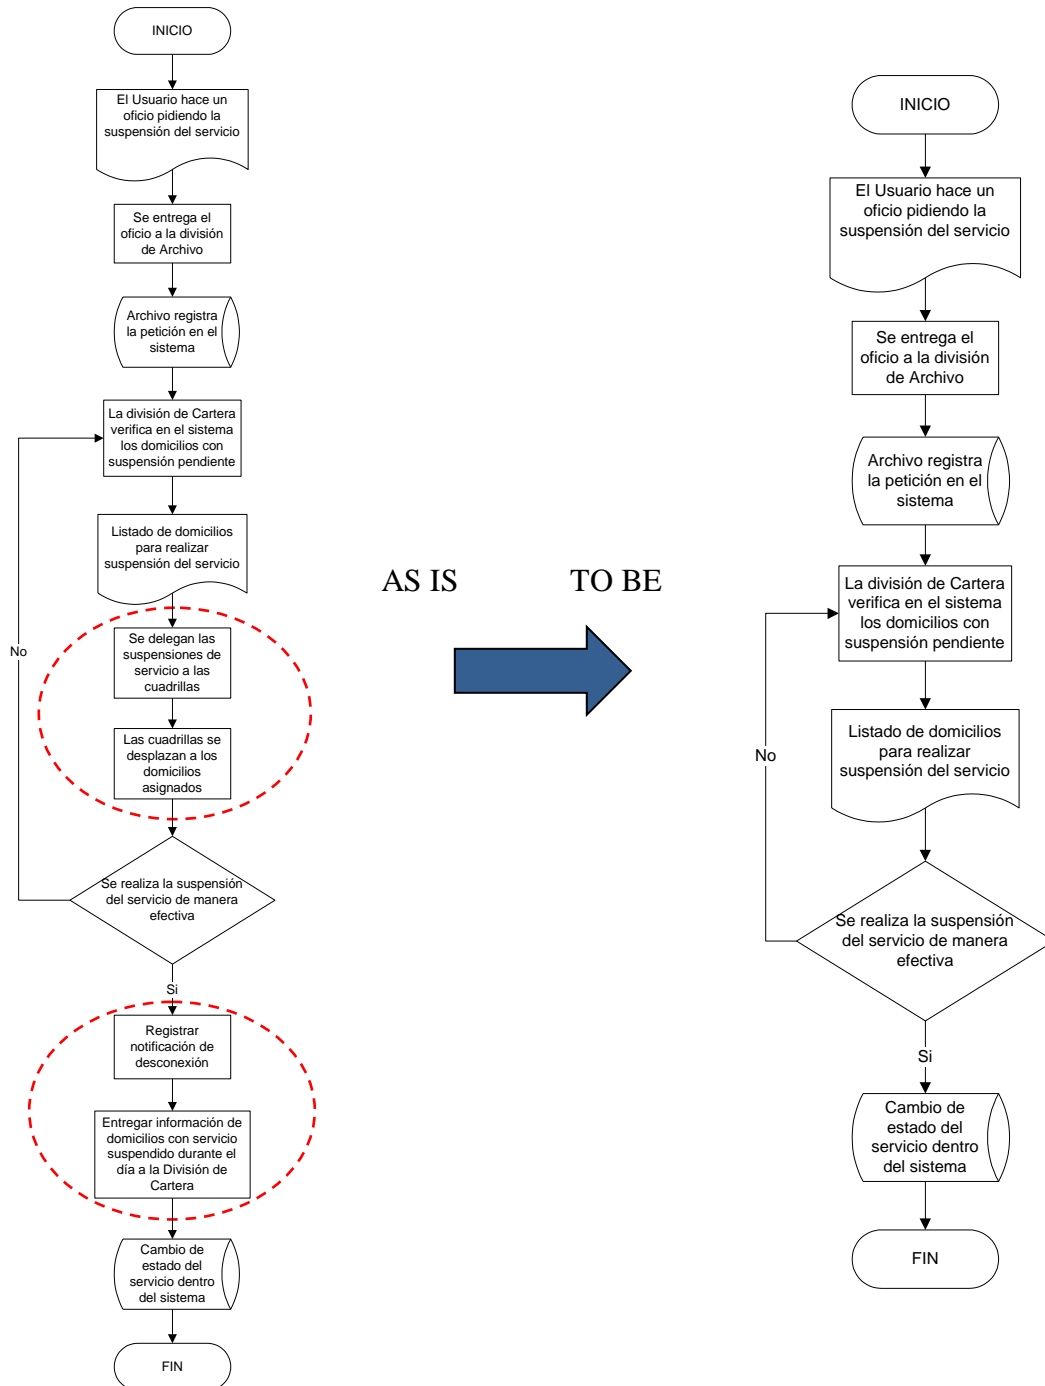 INICIO
El Usuario hace un
oficio pidiendo la
suspensión del servicio
Se entrega el
oficio a la división
de Archivo
Archivo registra
la petición en el
sistema
La división de Cartera
verifica en el sistema
los domicilios con
suspensión pendiente
Listado de domicilios
para realizar
suspensión del servicio
Se delegan las
suspensiones de
servicio a las
cuadrillas
No
Las cuadrillas se
desplazan a los
domicilios
asignados
Se realiza la suspensión
del servicio de manera
efectiva
Si
Registrar
notificación de
desconexión
Entregar información de
domicilios con servicio
suspendido durante el
día a la División de
Cartera
Cambio de
estado del
servicio dentro
del sistema
FIN
AS IS
TO BE
INICIO
El Usuario hace un
oficio pidiendo la
suspensión del servicio
Se entrega el
oficio a la división
de Archivo
Archivo registra
la petición en el
sistema
La división de Cartera
verifica en el sistema
los domicilios con
suspensión pendiente
Listado de domicilios
para realizar
suspensión del servicio
No
Se realiza la suspensión
del servicio de manera
efectiva
Si
Cambio de
estado del
servicio dentro
del sistema
FIN